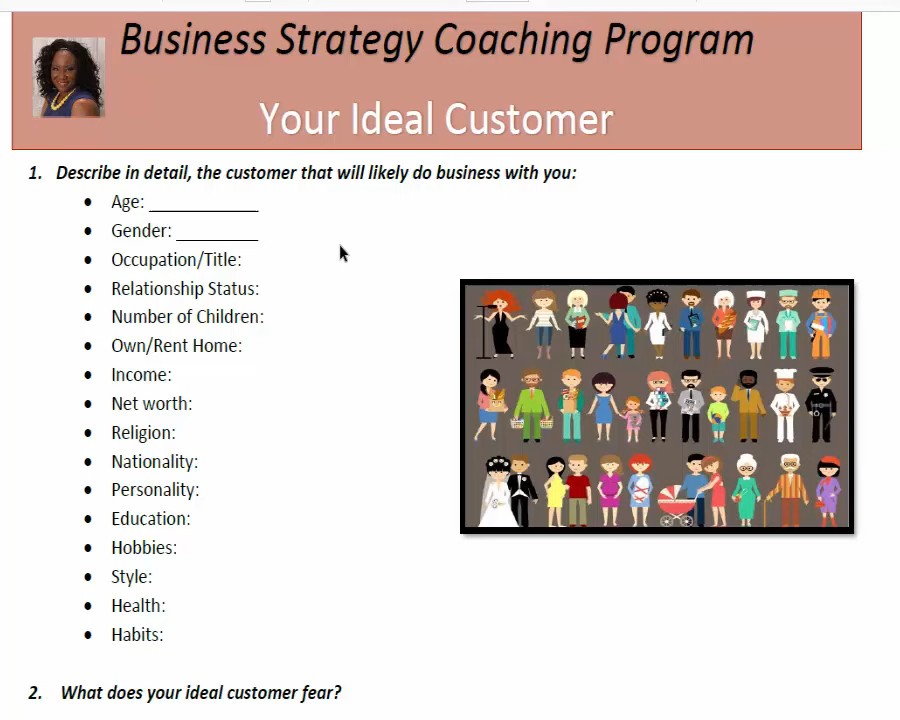 Business Strategy Coaching Program
Your Ideal Customer
1. Describe in detail, the customer that will likely do business with you:
• Age: ____________
• Gender: _________
• Occupation/Title:
• Relationship Status:
• Number of Children:
• Own/Rent Home:
• Income:
• Net worth:
• Religion:
• Nationality:
• Personality:
• Education:
• Hobbies:
• Style:
• Health:
• Habits:
2. What does your ideal customer fear?